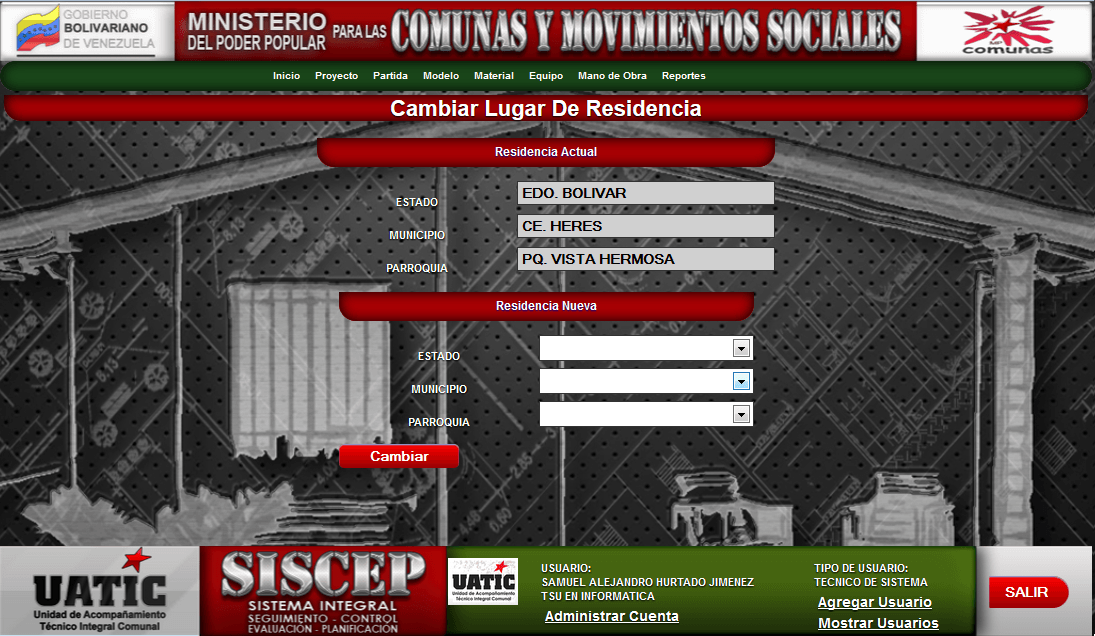 GOBIERNO
BOLIVARIANO
DE VENEZUELA
MINISTERIO
DEL PODER POPULAR
PARA LAS
COMUNAS Y MOVIMIENTOS SOCIALES
comunas
Inicio Proyecto Partida Modelo Material Equipo Mano de Obra Reportes
Cambiar Lugar De Residencia
Residencia Actual
ESTADO EDO. BOLIVAR
MUNICIPIO CE. HERES
PARROQUIA PQ. VISTA HERMOSA
Residencia Nueva
ESTADO
MUNICIPIO
PARROQUIA
Cambiar
UATIC
Unidad de Acompañamiento
Técnico Integral Comunal
SISCEP
SISTEMA INTEGRAL
SEGUIMIENTO - CONTROL
EVALUACIÓN - PLANIFICACIÓN
UATIC
Unidad de Acompañamiento
Técnico Integral Comunal
USUARIO:
SAMUEL ALEJANDRO HURTADO JIMENEZ
TSU EN INFORMATICA
Administrar Cuenta
TIPO DE USUARIO:
TECNICO DE SISTEMA
Agregar Usuario
Mostrar Usuarios
SALIR